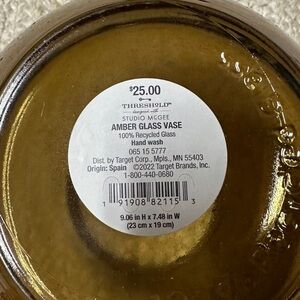 $25.00
THRESHOLD™
designed with
STUDIO MCGEE
AMBER GLASS VASE
100% Recycled Glass
Hand wash
065 15 5777
Dist. by Target Corp., Mpls., MN 55403
Origin: Spain ©2022 Target Brands, Inc.
1-800-440-0680
1 91908 82115 3
9.06 in H x 7.48 in W
(23 cm x 19 cm)